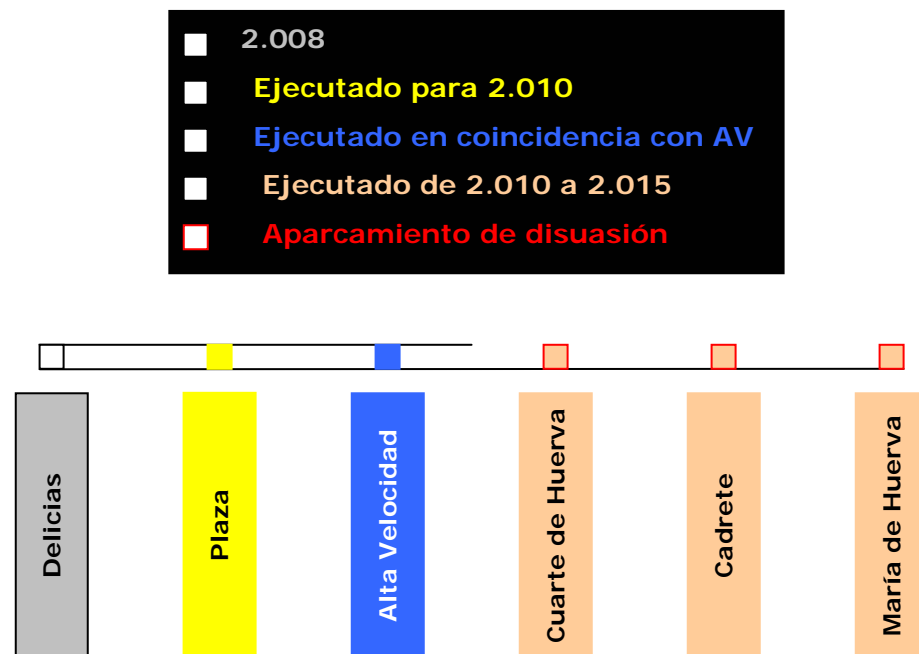 2.008
Ejecutado para 2.010
Ejecutado en coincidencia con AV
Ejecutado de 2.010 a 2.015
Aparcamiento de disuasión
Delicias
Plaza
Alta Velocidad
Cuarte de Huerva
Cadrete
María de Huerva